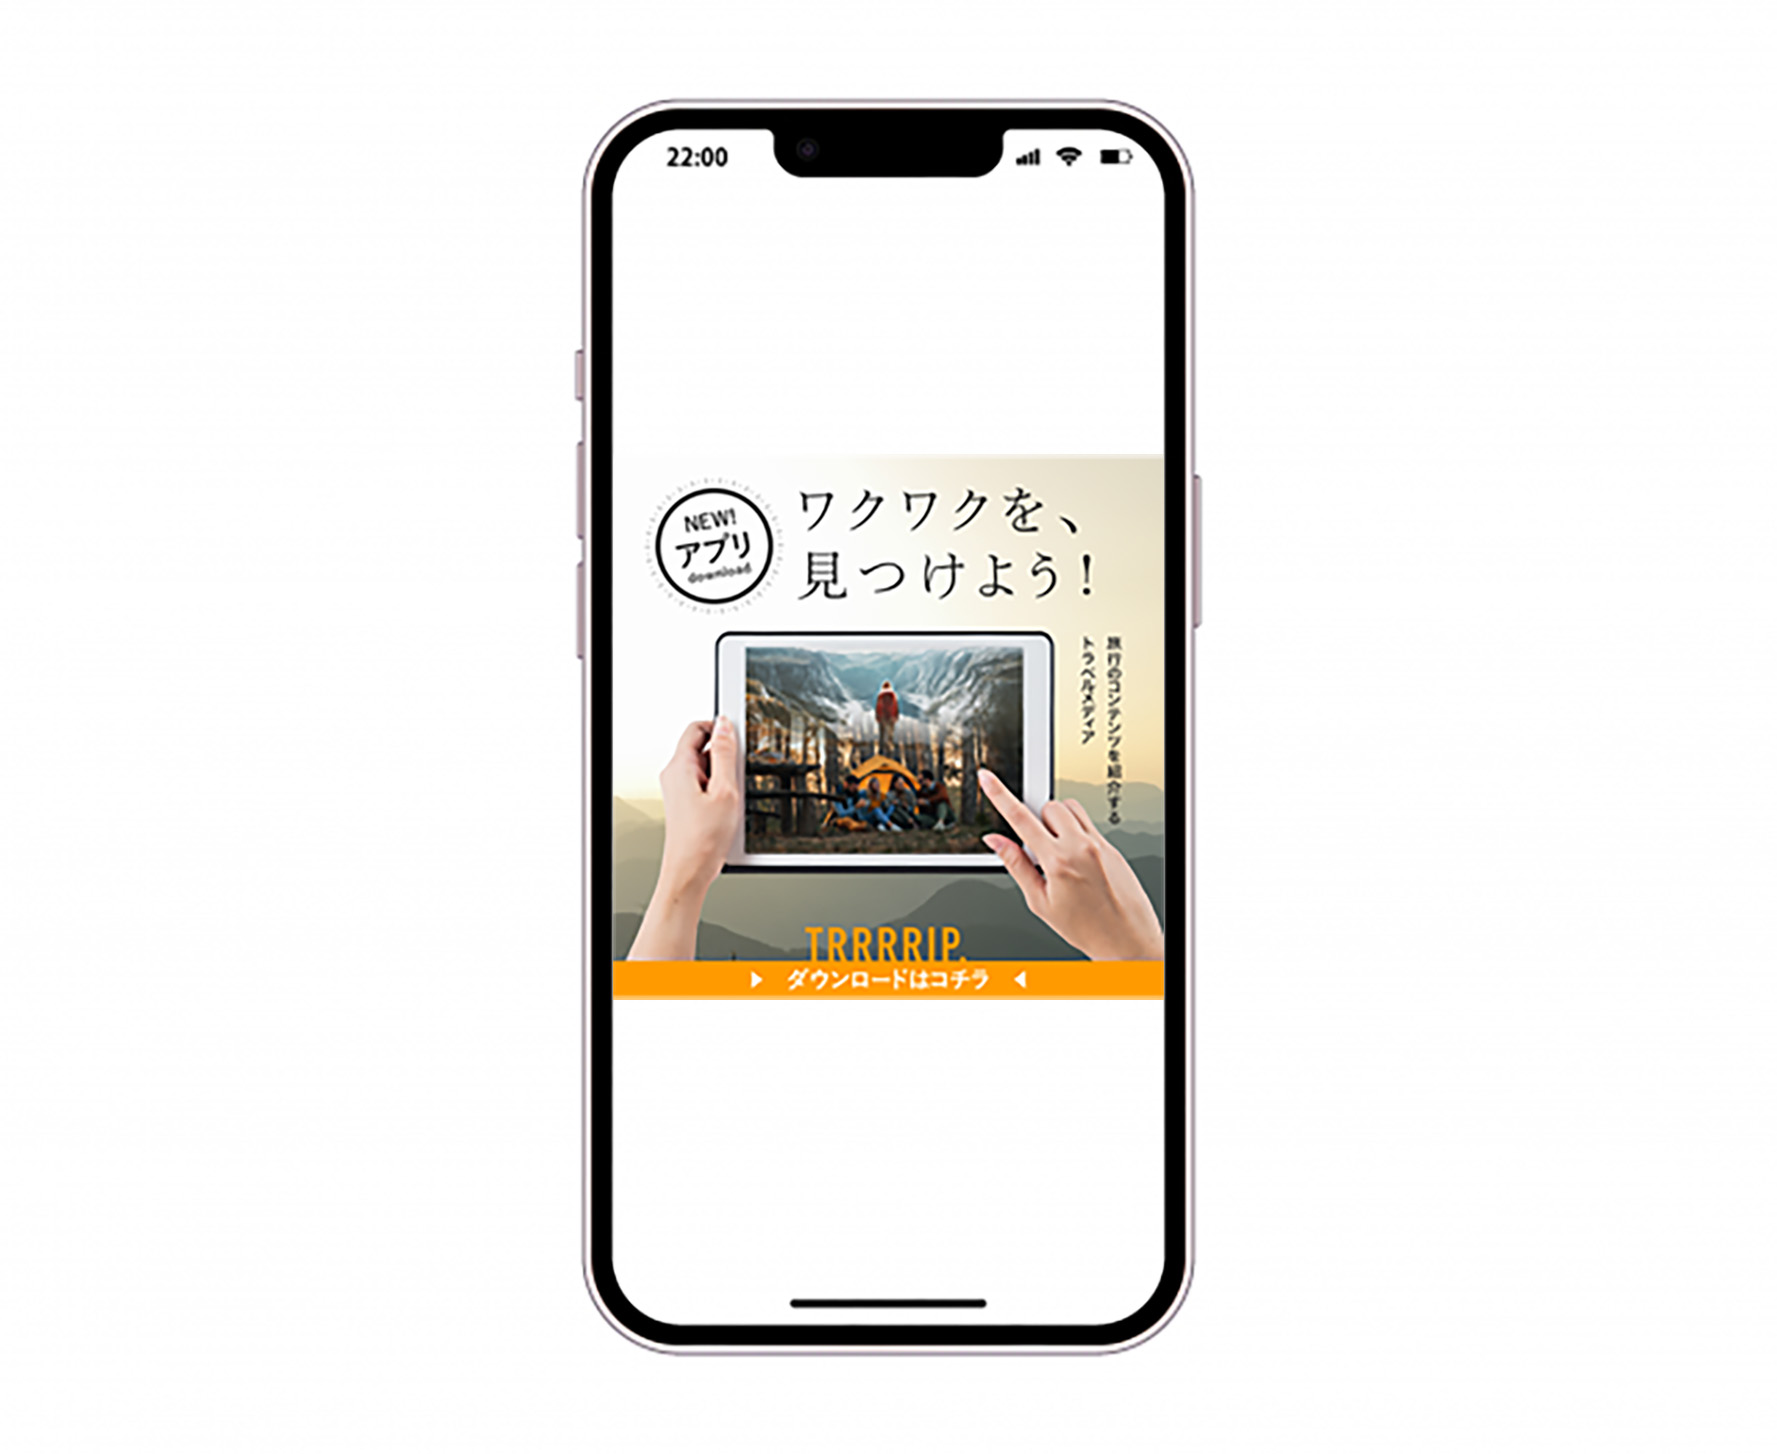 22:00
NEW!
アプリ
download
ワクワクを、
見つけよう!
旅行のコンテンツを紹介する
トラベルメディア
TRRRRIP.
ダウンロードはコチラ